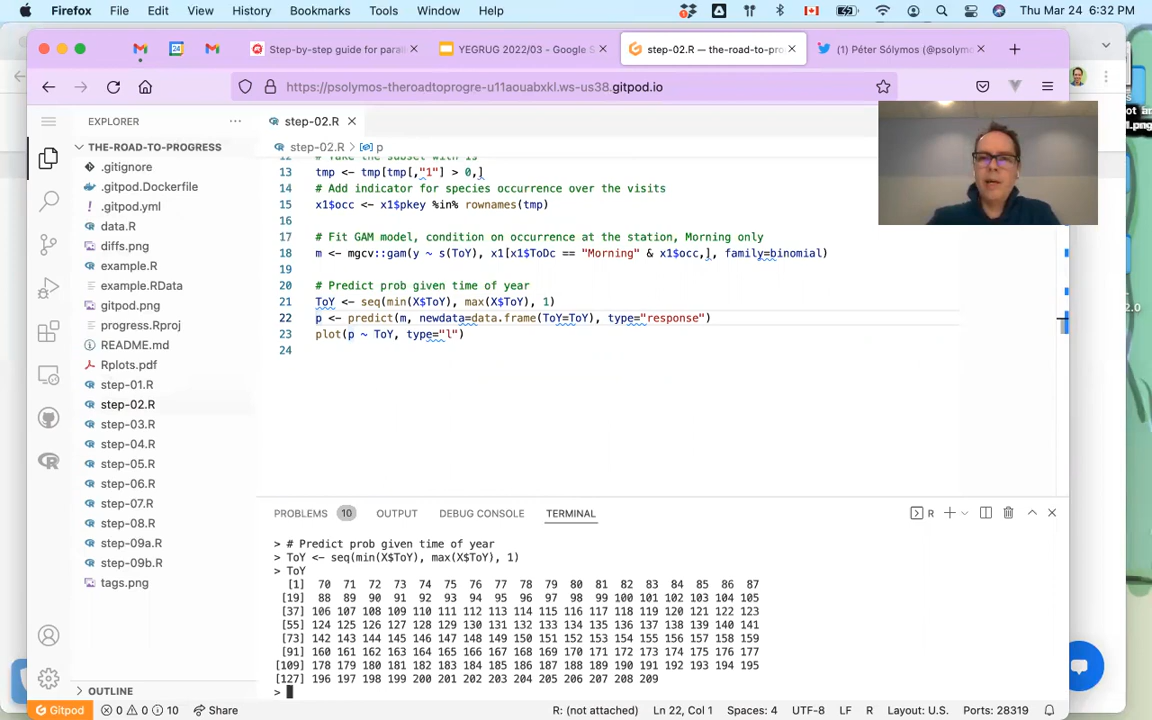 Firefox File Edit View History Bookmarks Tools Window Help Thu Mar 24 6:32 PM
Step-by-step guide for paral
YEGRUG 2022/03 - Google S
step-02.R — the-road-to-pro
(1) Péter Sólymos (@psolymo
https://psolymos-theroadtoprogre-u11aouabxkl.ws-us38.gitpod.io
EXPLORER
step-02.R
THE-ROAD-TO-PROGRESS
step-02.R > p
.gitignore
.gitpod.Dockerfile
.gitpod.yml
data.R
diffs.png
example.R
example.RData
gitpod.png
progress.Rproj
README.md
Rplots.pdf
step-01.R
step-02.R
step-03.R
step-04.R
step-05.R
step-06.R
step-07.R
step-08.R
step-09a.R
step-09b.R
tags.png
OUTLINE
12 # Take the subset with 1s
13 tmp <- tmp[tmp[,"1"] > 0,]
14 # Add indicator for species occurrence over the visits
15 x1$occ <- x1$pkey %in% rownames(tmp)
16
17 # Fit GAM model, condition on occurrence at the station, Morning only
18 m <- mgcv::gam(y ~ s(ToY), x1[x1$ToDc == "Morning" & x1$occ,], family=binomial)
19
20 # Predict prob given time of year
21 ToY <- seq(min(X$ToY), max(X$ToY), 1)
22 p <- predict(m, newdata=data.frame(ToY=ToY), type="response")
23 plot(p ~ ToY, type="l")
24
PROBLEMS 10 OUTPUT DEBUG CONSOLE TERMINAL R
> # Predict prob given time of year
> ToY <- seq(min(X$ToY), max(X$ToY), 1)
> ToY
[1] 70 71 72 73 74 75 76 77 78 79 80 81 82 83 84 85 86 87
[19] 88 89 90 91 92 93 94 95 96 97 98 99 100 101 102 103 104 105
[37] 106 107 108 109 110 111 112 113 114 115 116 117 118 119 120 121 122 123
[55] 124 125 126 127 128 129 130 131 132 133 134 135 136 137 138 139 140 141
[73] 142 143 144 145 146 147 148 149 150 151 152 153 154 155 156 157 158 159
[91] 160 161 162 163 164 165 166 167 168 169 170 171 172 173 174 175 176 177
[109] 178 179 180 181 182 183 184 185 186 187 188 189 190 191 192 193 194 195
[127] 196 197 198 199 200 201 202 203 204 205 206 207 208 209
>
Gitpod 0 0 10 Share R: (not attached) Ln 22, Col 1 Spaces: 4 UTF-8 LF R Layout: U.S. Ports: 28319